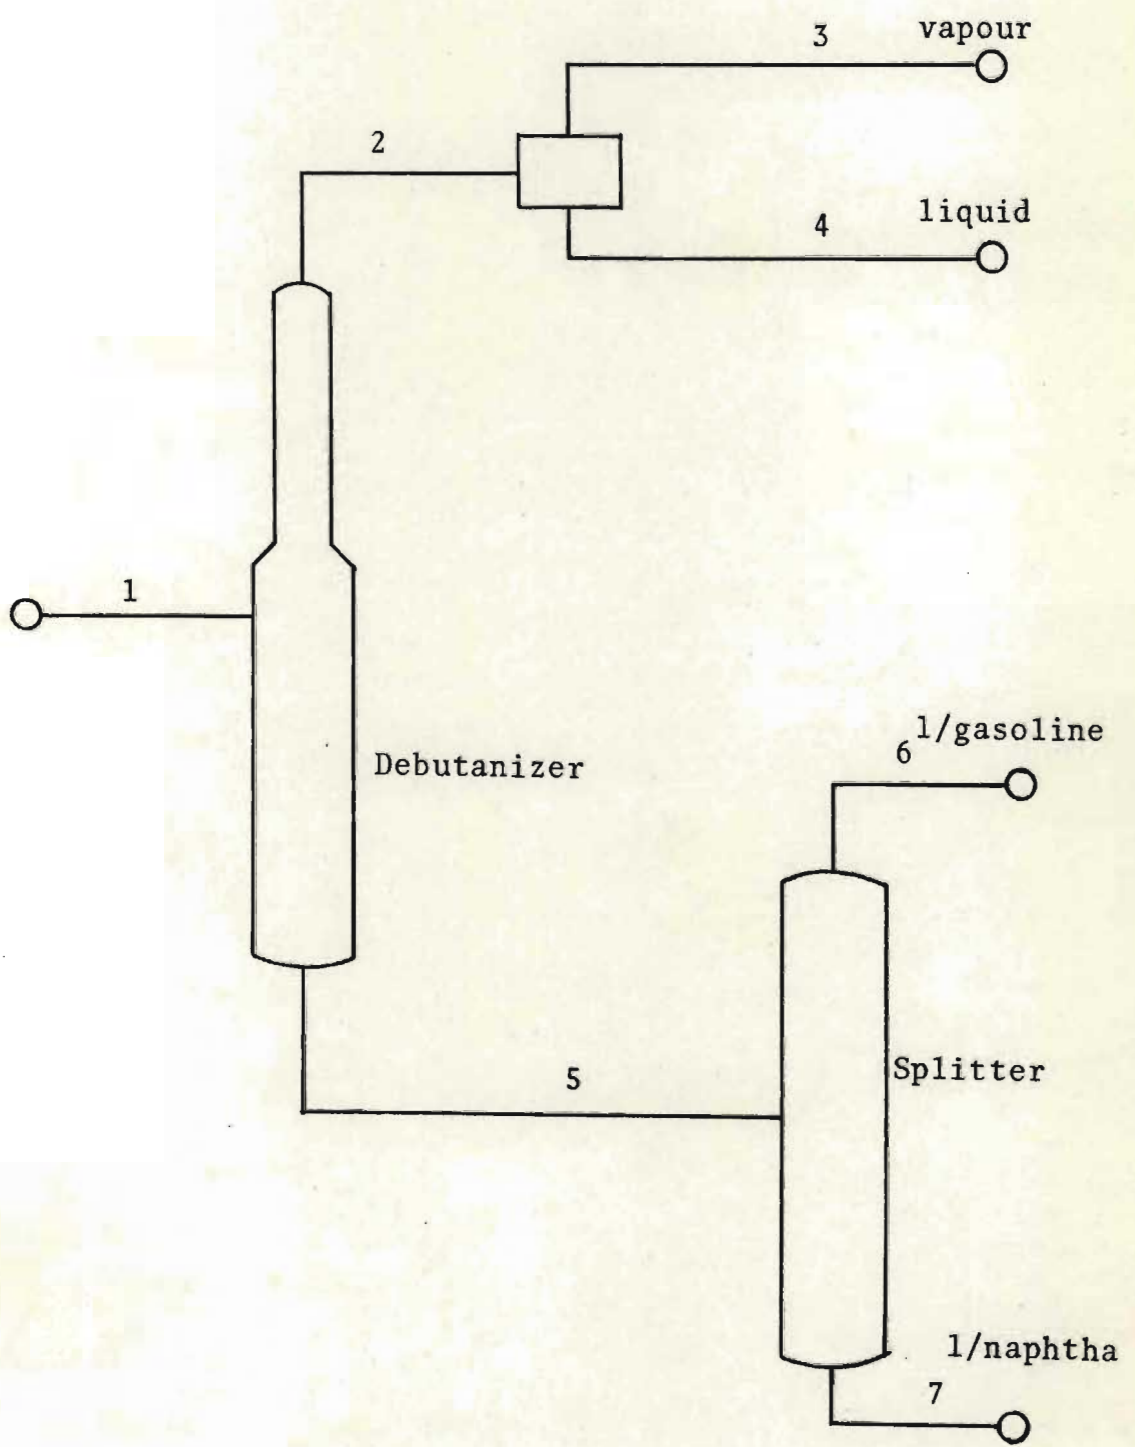 3
vapour
2
4
liquid
1
Debutanizer
6
l/gasoline
5
Splitter
l/naphtha
7